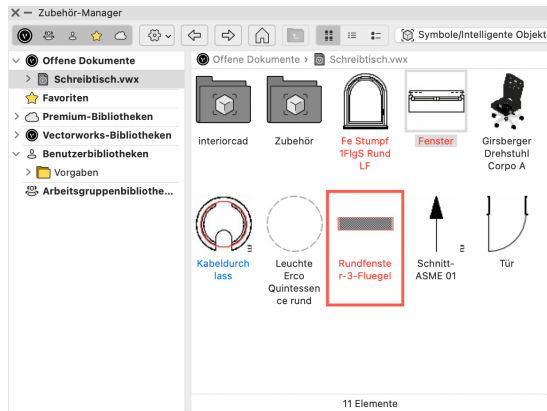 Zubehör-Manager
Symbole/Intelligente Objekt
Offene Dokumente
Schreibtisch.vwx
Favoriten
Premium-Bibliotheken
Vectorworks-Bibliotheken
Benutzerbibliotheken
Vorgaben
Arbeitsgruppenbibliothe...
Offene Dokumente › Schreibtisch.vwx
interiorcad
Zubehör
Fe Stumpf
1FlgS Rund
LF
Fenster
Girsberger
Drehstuhl
Corpo A
Kabeldurch
lass
Leuchte
Erco
Quintessen
ce rund
Rundfenste
r-3-Fluegel
Schnitt-
ASME 01
Tür
11 Elemente